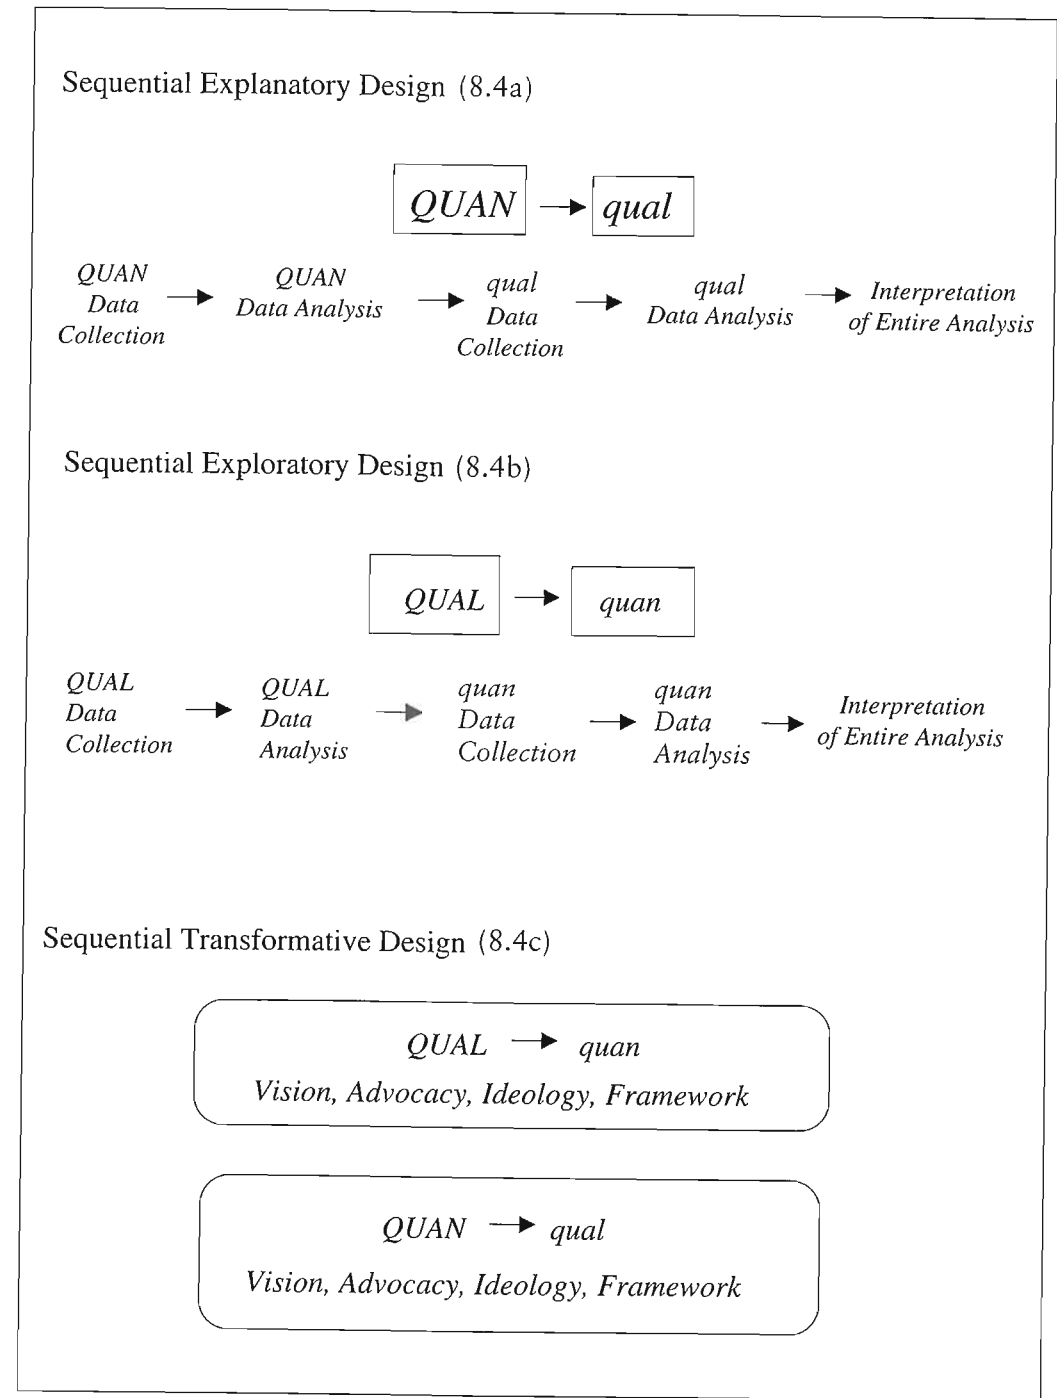 Sequential Explanatory Design (8.4a)
QUAN → qual
QUAN
Data
Collection
QUAN
Data Analysis
qual
Data
Collection
qual
Data Analysis
Interpretation
of Entire Analysis
Sequential Exploratory Design (8.4b)
QUAL → quan
QUAL
Data
Collection
QUAL
Data
Analysis
quan
Data
Collection
quan
Data
Analysis
Interpretation
of Entire Analysis
Sequential Transformative Design (8.4c)
QUAL → quan
Vision, Advocacy, Ideology, Framework
QUAN → qual
Vision, Advocacy, Ideology, Framework